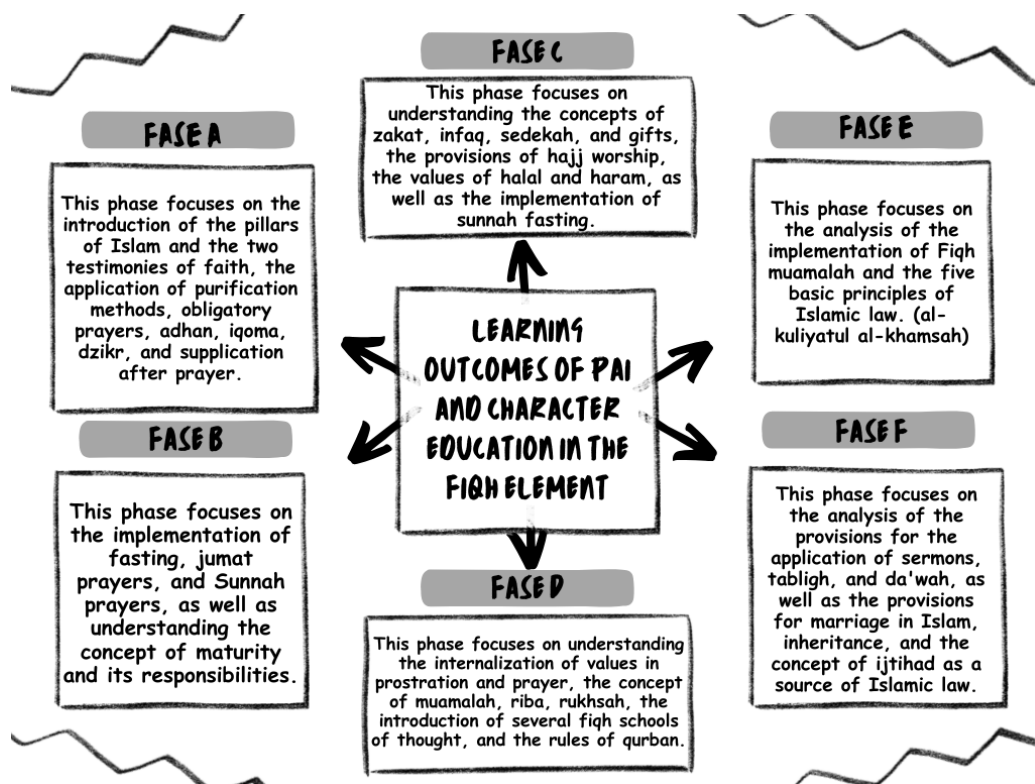 LEARNING
OUTCOMES OF PAI
AND CHARACTER
EDUCATION IN THE
FIQH ELEMENT
FASE A
This phase focuses on the
introduction of the pillars
of Islam and the two
testimonies of faith, the
application of purification
methods, obligatory
prayers, adhan, iqoma,
dzikr, and supplication
after prayer.
FASE B
This phase focuses on
the implementation of
fasting, jumat
prayers, and Sunnah
prayers, as well as
understanding the
concept of maturity
and its responsibilities.
FASE C
This phase focuses on
understanding the concepts of
zakat, infaq, sedekah, and gifts,
the provisions of hajj worship,
the values of halal and haram, as
well as the implementation of
sunnah fasting.
FASE D
This phase focuses on understanding
the internalization of values in
prostration and prayer, the concept
of muamalah, riba, rukhsah, the
introduction of several fiqh schools
of thought, and the rules of qurban.
FASE E
This phase focuses on
the analysis of the
implementation of Fiqh
muamalah and the five
basic principles of
Islamic law. (al-
kuliyatul al-khamsah)
FASE F
This phase focuses on
the analysis of the
provisions for the
application of sermons,
tabligh, and da'wah, as
well as the provisions
for marriage in Islam,
inheritance, and the
concept of ijtihad as a
source of Islamic law.